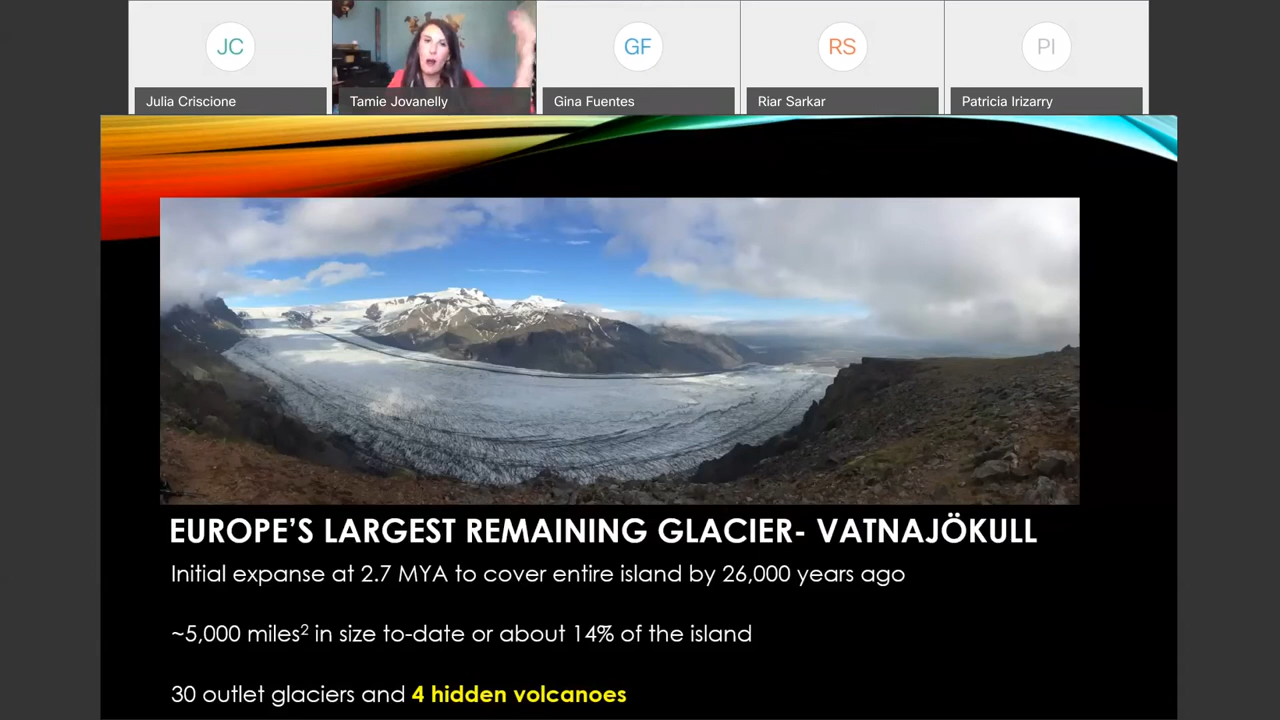 JC
GF
RS
PI
Julia Criscione
Tamie Jovanelly
Gina Fuentes
Riar Sarkar
Patricia Irizarry
EUROPE’S LARGEST REMAINING GLACIER- VATNAJÖKULL
Initial expanse at 2.7 MYA to cover entire island by 26,000 years ago
~5,000 miles² in size to-date or about 14% of the island
30 outlet glaciers and 4 hidden volcanoes